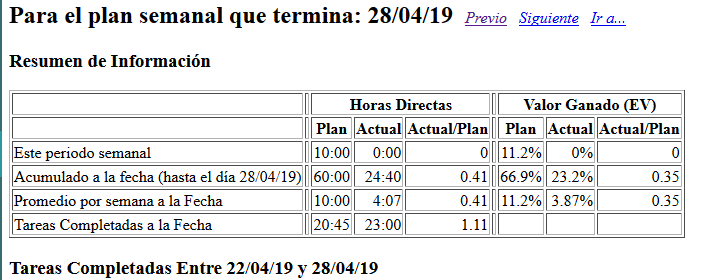 Para el plan semanal que termina: 28/04/19 Previo Siguiente Ir a...
Resumen de Información
Horas Directas Valor Ganado (EV)
Plan Actual Actual/Plan Plan Actual Actual/Plan
Este periodo semanal 10:00 0:00 0 11.2% 0% 0
Acumulado a la fecha (hasta el día 28/04/19) 60:00 24:40 0.41 66.9% 23.2% 0.35
Promedio por semana a la Fecha 10:00 4:07 0.41 11.2% 3.87% 0.35
Tareas Completadas a la Fecha 20:45 23:00 1.11
Tareas Completadas Entre 22/04/19 y 28/04/19